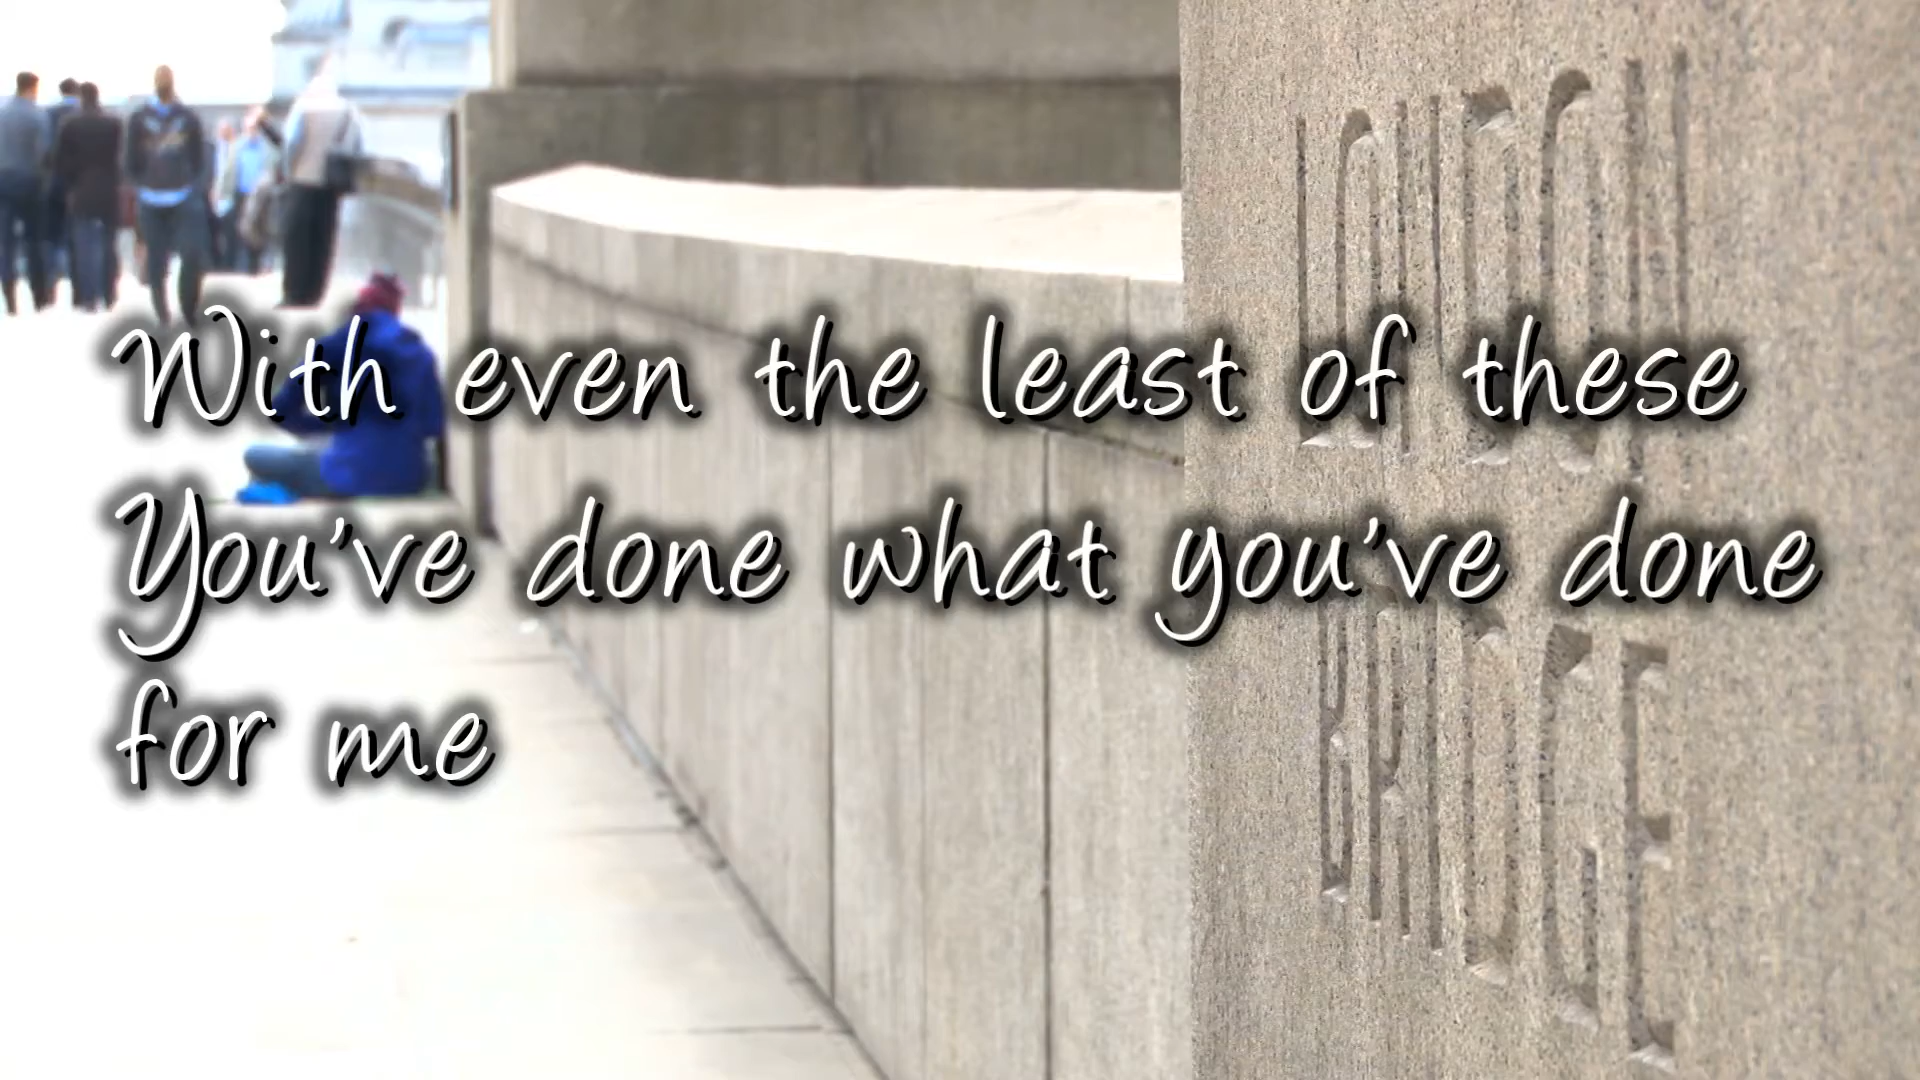 With even the least of these
You've done what you've done
for me
LONDON
BRIDGE